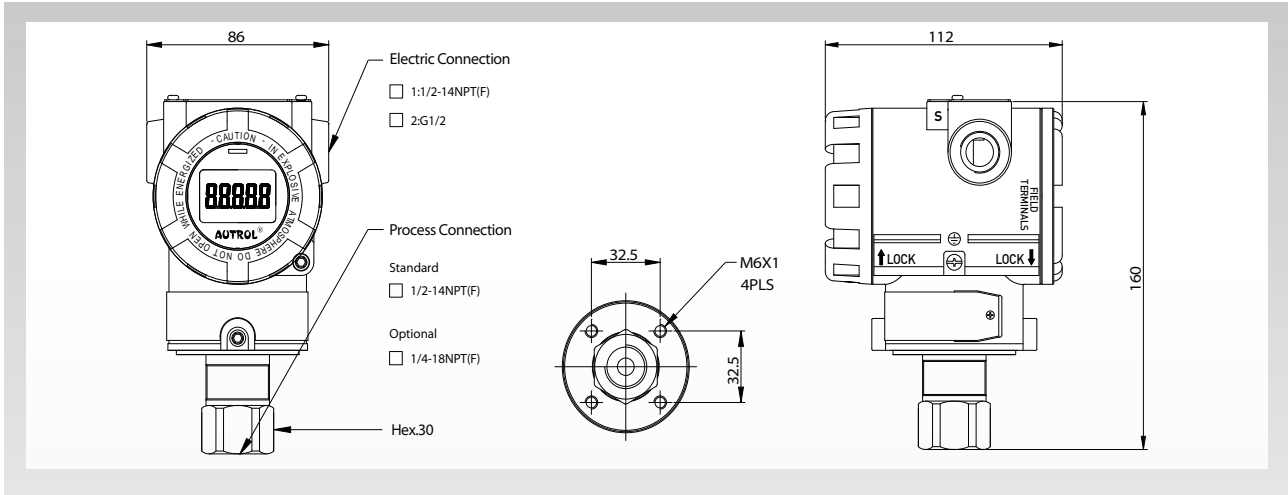 86
Electric Connection
1:1/2-14NPT(F)
2:G1/2
- CAUTION - IN EXPLOSIVE ATMOSPHERE DO NOT OPEN WHILE ENERGIZED
88888
AUTROL®
Process Connection
Standard
1/2-14NPT(F)
Optional
1/4-18NPT(F)
Hex.30
32.5
M6X1
4PLS
32.5
112
S
FIELD
TERMINALS
LOCK
LOCK
160